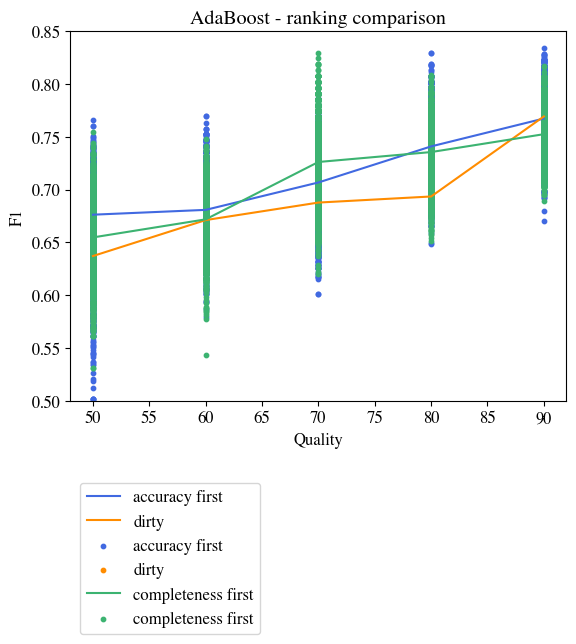 AdaBoost - ranking comparison
0.85
0.80
0.75
0.70
0.65
0.60
0.55
0.50
F1
50 55 60 65 70 75 80 85 90
Quality
accuracy first
dirty
accuracy first
dirty
completeness first
completeness first